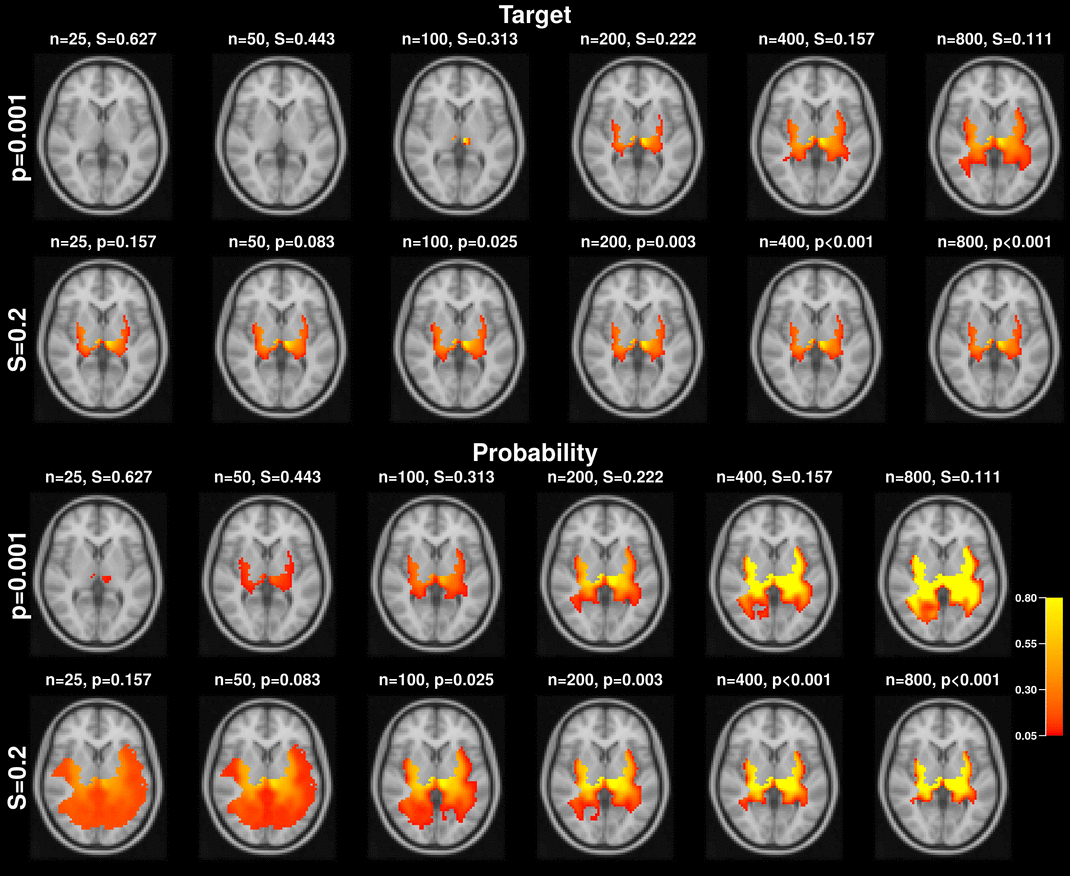 Target
n=25, S=0.627 n=50, S=0.443 n=100, S=0.313 n=200, S=0.222 n=400, S=0.157 n=800, S=0.111
p=0.001
n=25, p=0.157 n=50, p=0.083 n=100, p=0.025 n=200, p=0.003 n=400, p<0.001 n=800, p<0.001
S=0.2
Probability
n=25, S=0.627 n=50, S=0.443 n=100, S=0.313 n=200, S=0.222 n=400, S=0.157 n=800, S=0.111
p=0.001
0.80
0.55
0.30
0.05
n=25, p=0.157 n=50, p=0.083 n=100, p=0.025 n=200, p=0.003 n=400, p<0.001 n=800, p<0.001
S=0.2